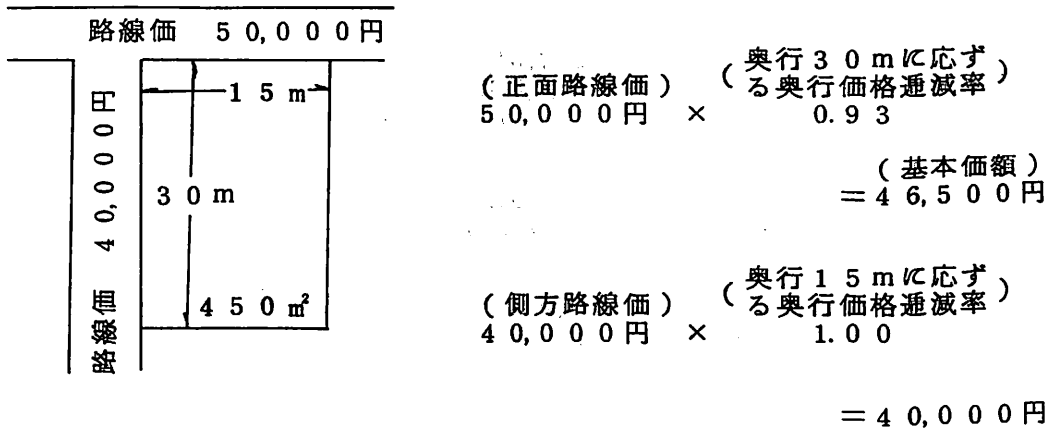 路線価 50,000円
路線価 40,000円
15m
30m
450㎡
(正面路線価) (奥行30mに応ず
る奥行価格逓減率)
50,000円 × 0.93
(基本価額)
=46,500円
(側方路線価) (奥行15mに応ず
る奥行価格逓減率)
40,000円 × 1.00
=40,000円